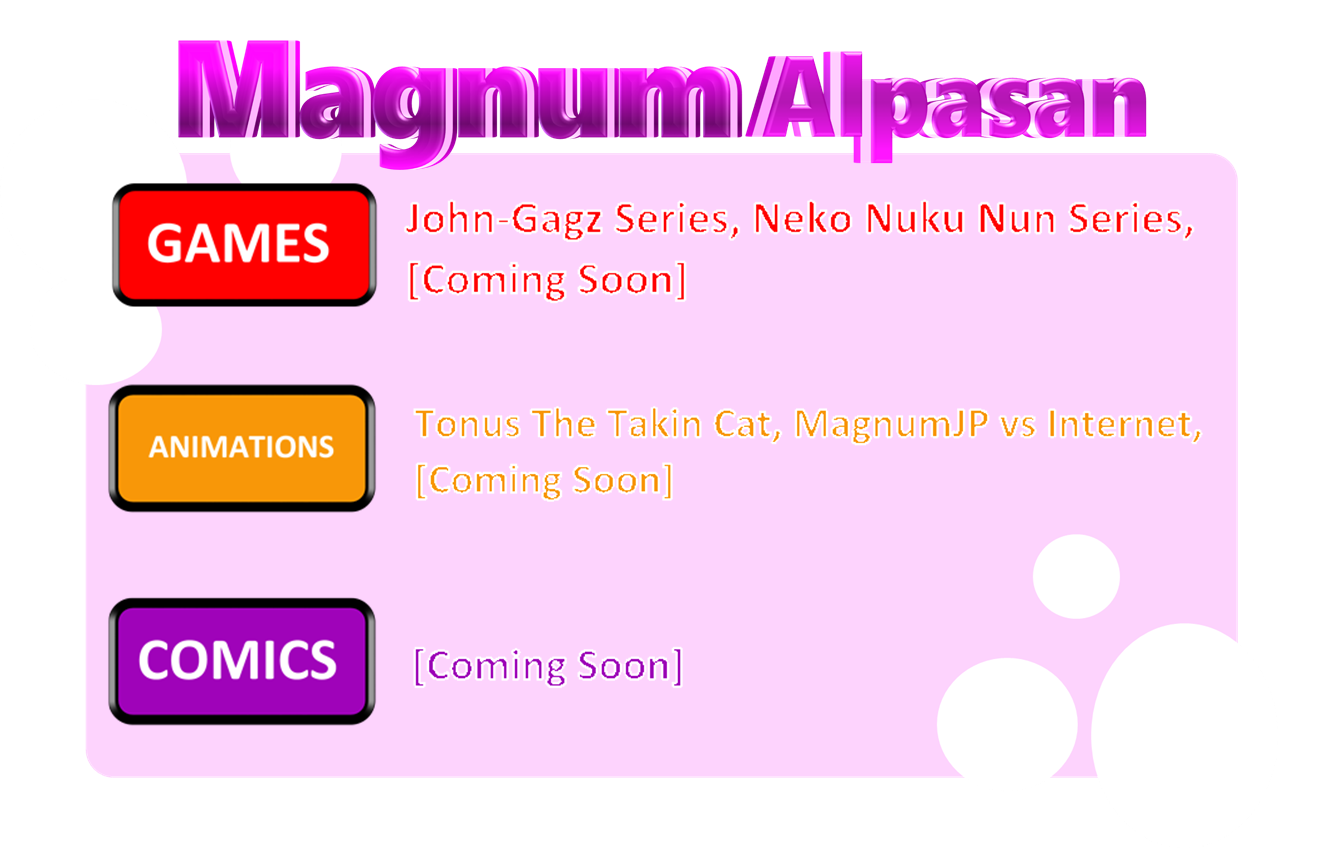 Magnum Alpasan
GAMES
John-Gagz Series, Neko Nuku Nun Series,
[Coming Soon]
ANIMATIONS
Tonus The Takin Cat, MagnumJP vs Internet,
[Coming Soon]
COMICS
[Coming Soon]